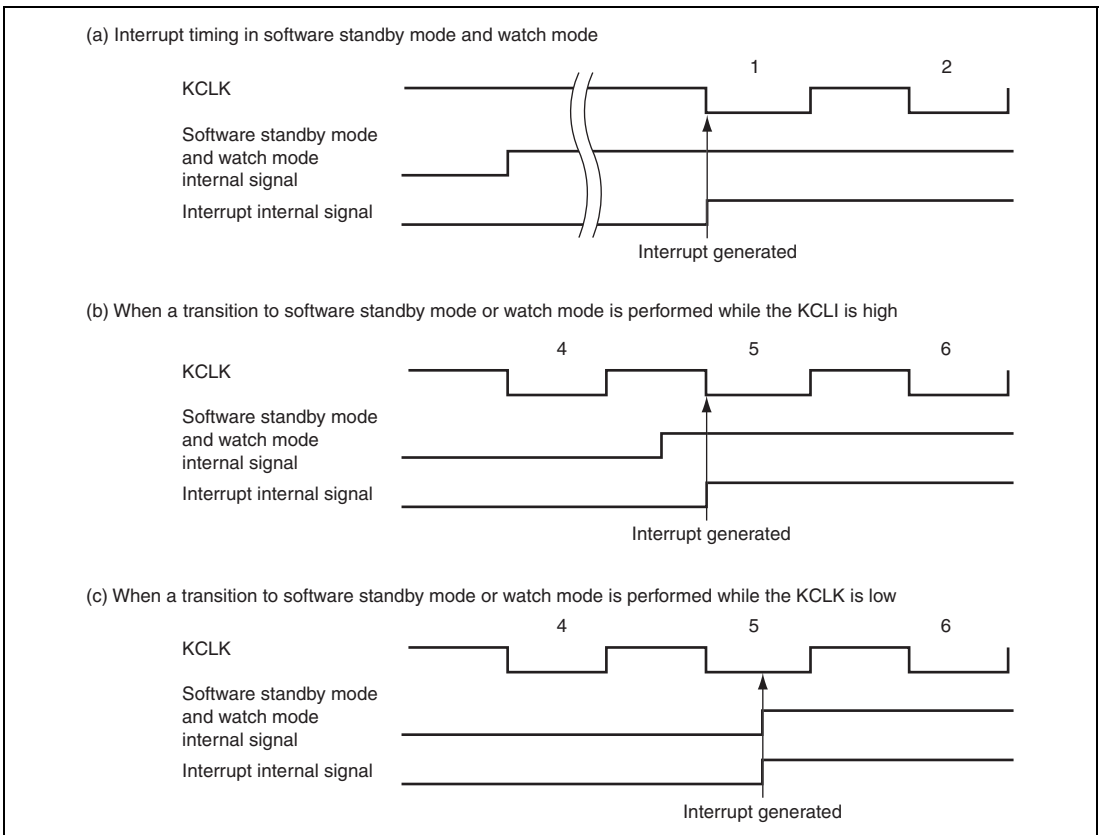 (a) Interrupt timing in software standby mode and watch mode
1 2
KCLK
Software standby mode
and watch mode
internal signal
Interrupt internal signal
Interrupt generated
(b) When a transition to software standby mode or watch mode is performed while the KCLI is high
4 5 6
KCLK
Software standby mode
and watch mode
internal signal
Interrupt internal signal
Interrupt generated
(c) When a transition to software standby mode or watch mode is performed while the KCLK is low
4 5 6
KCLK
Software standby mode
and watch mode
internal signal
Interrupt internal signal
Interrupt generated